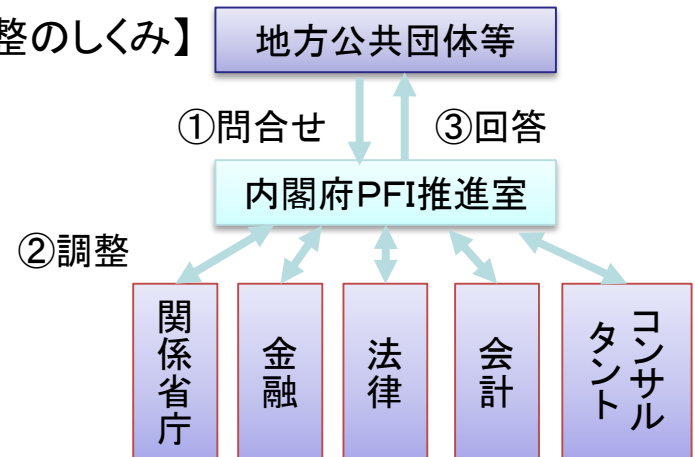 整のしくみ】
地方公共団体等
①問合せ
③回答
内閣府PFI推進室
②調整
関係省庁
金融
法律
会計
コンサル
タント